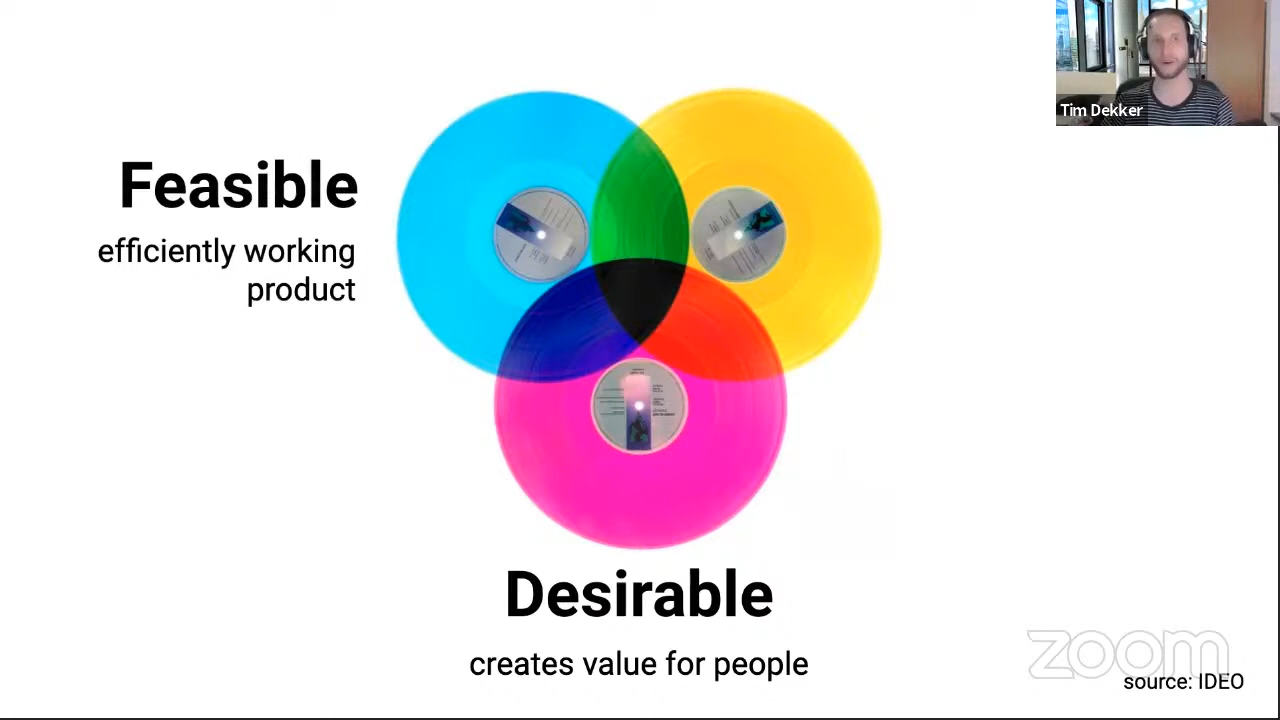 Tim Dekker
Feasible
efficiently working
product
Desirable
creates value for people
zoom
source: IDEO